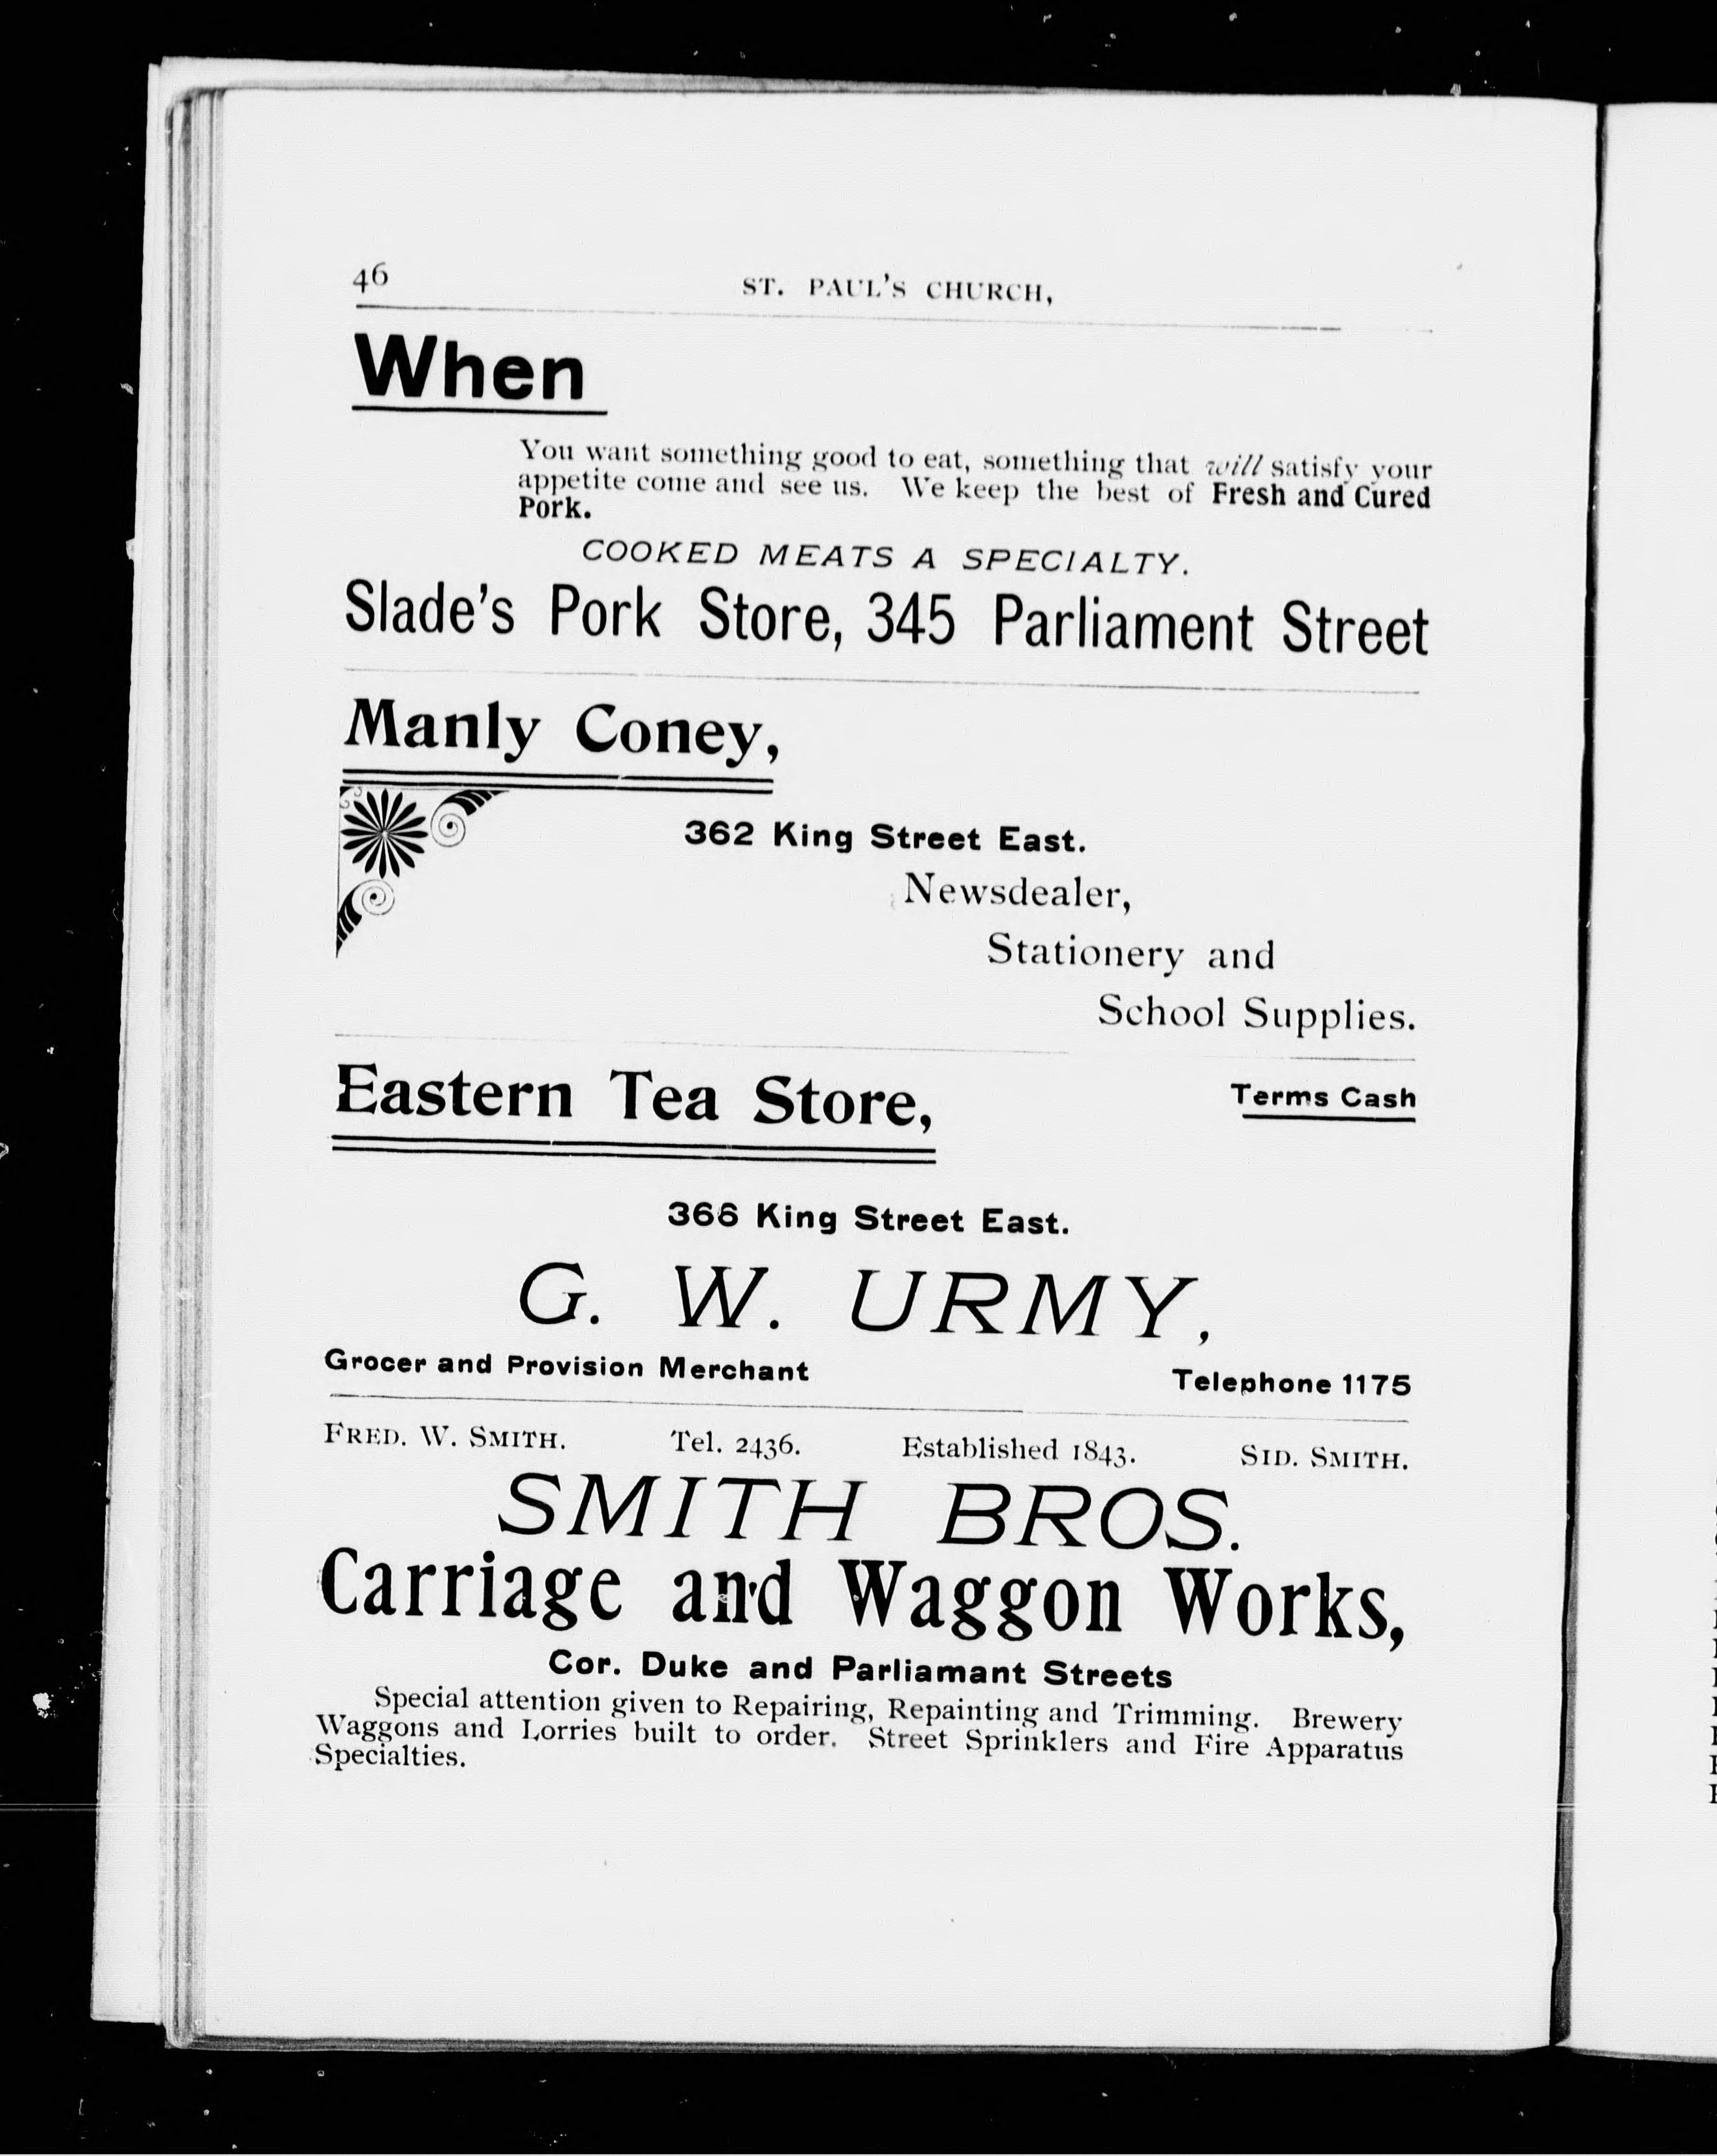 46
ST. PAUL'S CHURCH,
When
You want something good to eat, something that will satisfy your
appetite come and see us. We keep the best of Fresh and Cured
Pork.
COOKED MEATS A SPECIALTY.
Slade's Pork Store, 345 Parliament Street
Manly Coney,
362 King Street East.
Newsdealer,
Stationery and
School Supplies.
Eastern Tea Store,
Terms Cash
366 King Street East.
G. W. URMY,
Grocer and Provision Merchant
Telephone 1175
FRED. W. SMITH. Tel. 2436. Established 1843. SID. SMITH.
SMITH BROS.
Carriage and Waggon Works,
Cor. Duke and Parliamant Streets
Special attention given to Repairing, Repainting and Trimming. Brewery
Waggons and Lorries built to order. Street Sprinklers and Fire Apparatus
Specialties.